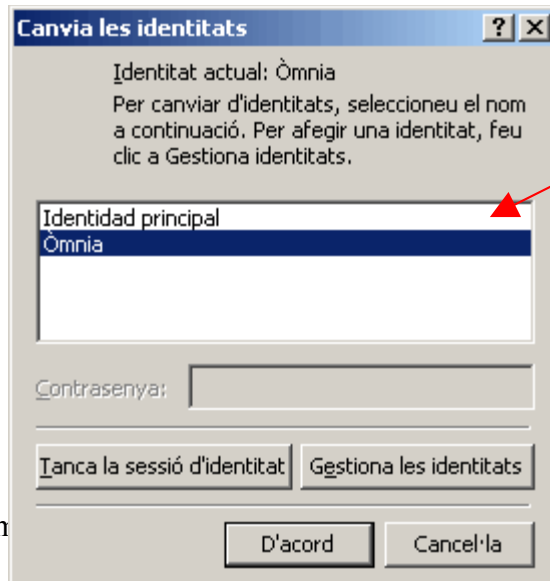 Canvia les identitats
Identitat actual: Òmnia
Per canviar d'identitats, seleccioneu el nom
a continuació. Per afegir una identitat, feu
clic a Gestiona identitats.
Identidad principal
Òmnia
Contrasenya:
Tanca la sessió d'identitat Gestiona les identitats
D'acord Cancel·la